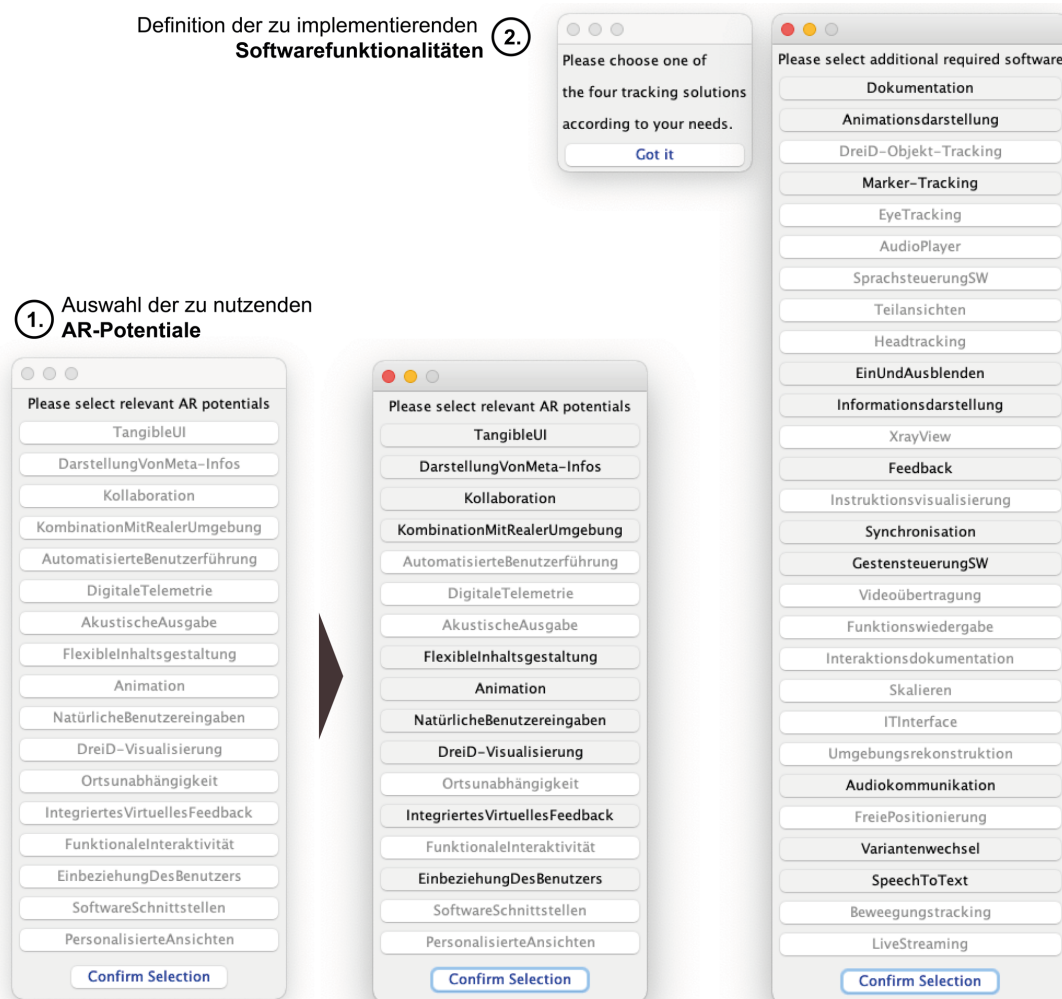 Definition der zu implementierenden
Softwarefunktionalitäten
2.
Please choose one of
the four tracking solutions
according to your needs.
Got it
Please select additional required software
Dokumentation
Animationsdarstellung
DreiD-Objekt-Tracking
Marker-Tracking
EyeTracking
AudioPlayer
SprachsteuerungSW
Teilansichten
Headtracking
EinUndAusblenden
Informationsdarstellung
XrayView
Feedback
Instruktionsvisualisierung
Synchronisation
GestensteuerungSW
Videoübertragung
Funktionswiedergabe
Interaktionsdokumentation
Skalieren
ITInterface
Umgebungsrekonstruktion
Audiokommunikation
FreiePositionierung
Variantenwechsel
SpeechToText
Beweegungstracking
LiveStreaming
Confirm Selection
1.
Auswahl der zu nutzenden
AR-Potentiale
Please select relevant AR potentials
TangibleUI
DarstellungVonMeta-Infos
Kollaboration
KombinationMitRealerUmgebung
AutomatisierteBenutzerführung
DigitaleTelemetrie
AkustischeAusgabe
FlexibleInhaltsgestaltung
Animation
NatürlicheBenutzereingaben
DreiD-Visualisierung
Ortsunabhängigkeit
IntegriertesVirtuellesFeedback
FunktionaleInteraktivität
EinbeziehungDesBenutzers
SoftwareSchnittstellen
PersonalisierteAnsichten
Confirm Selection
Please select relevant AR potentials
TangibleUI
DarstellungVonMeta-Infos
Kollaboration
KombinationMitRealerUmgebung
AutomatisierteBenutzerführung
DigitaleTelemetrie
AkustischeAusgabe
FlexibleInhaltsgestaltung
Animation
NatürlicheBenutzereingaben
DreiD-Visualisierung
Ortsunabhängigkeit
IntegriertesVirtuellesFeedback
FunktionaleInteraktivität
EinbeziehungDesBenutzers
SoftwareSchnittstellen
PersonalisierteAnsichten
Confirm Selection